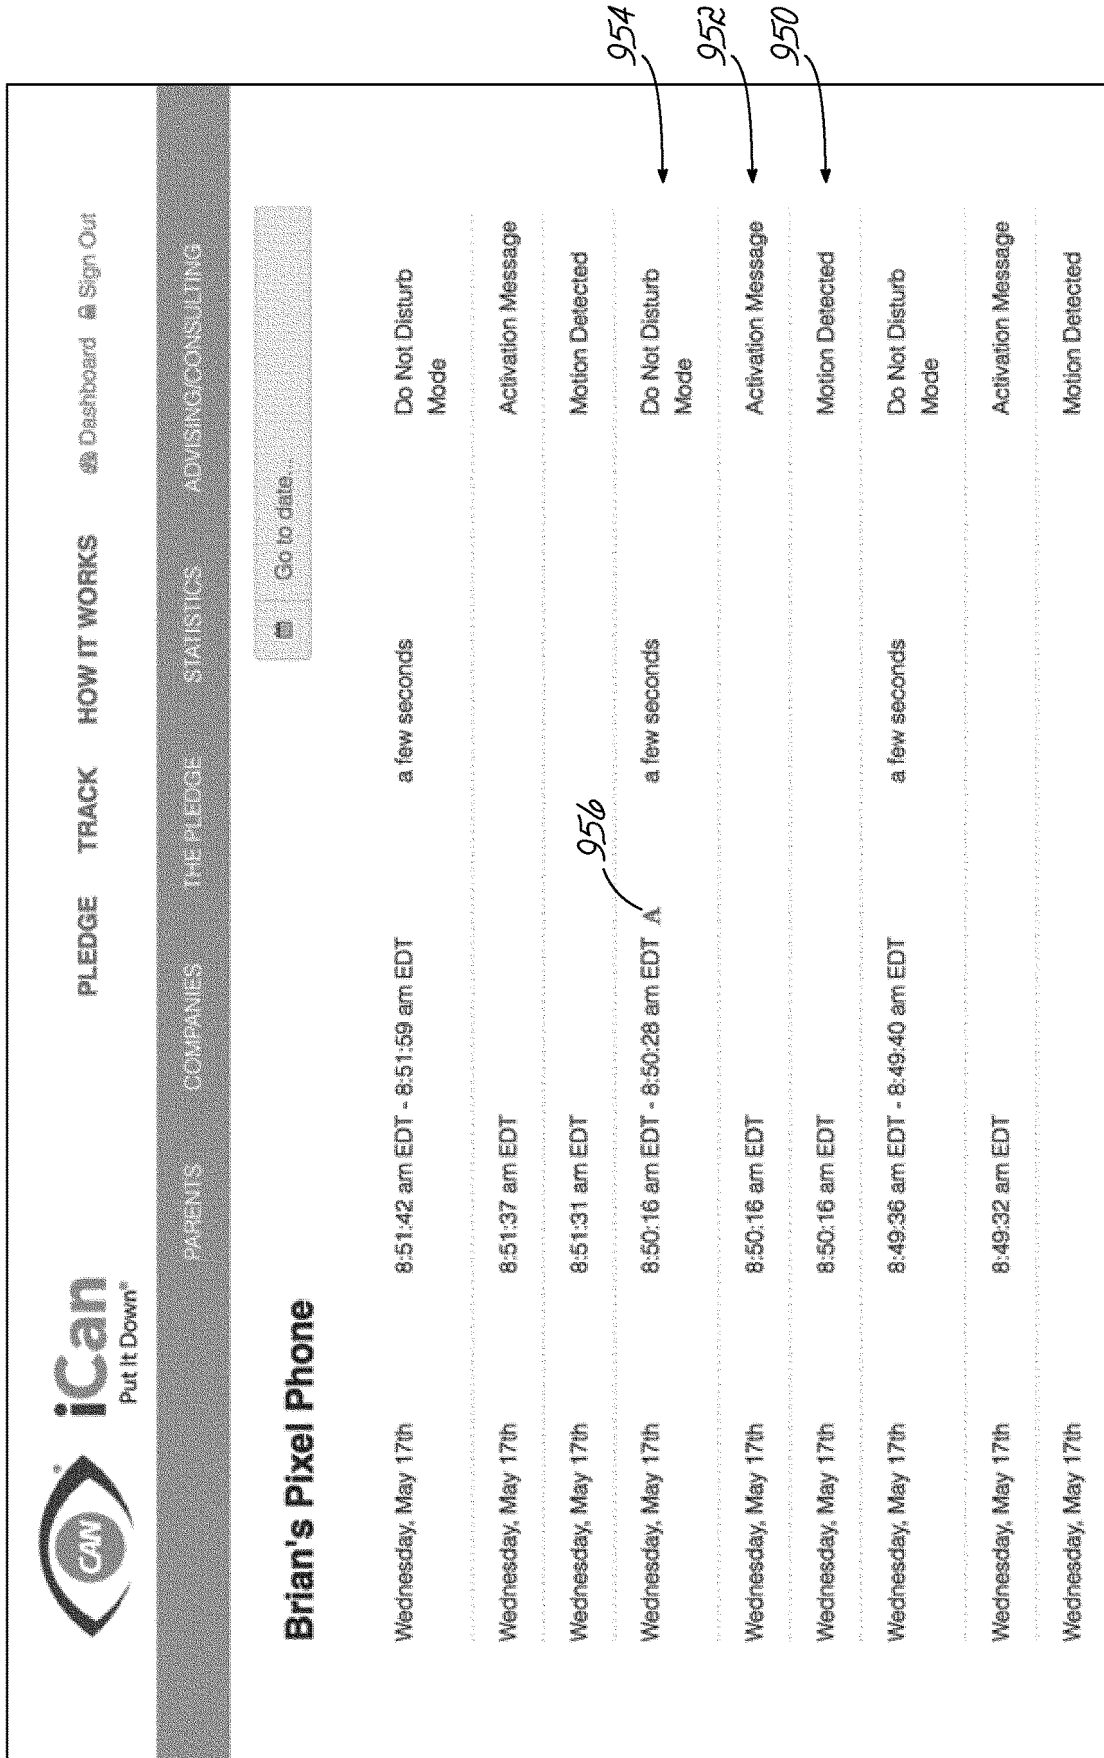 CAN
iCan
Put It Down®
PLEDGE TRACK HOW IT WORKS Dashboard Sign Out
PARENTS COMPANIES THE PLEDGE STATISTICS ADVISING/CONSULTING
Brian's Pixel Phone
Go to date...
Wednesday, May 17th 8:51:42 am EDT - 8:51:59 am EDT a few seconds Do Not Disturb
Mode
Wednesday, May 17th 8:51:37 am EDT Activation Message
Wednesday, May 17th 8:51:31 am EDT Motion Detected
956
Wednesday, May 17th 8:50:16 am EDT - 8:50:28 am EDT a few seconds Do Not Disturb 954
Mode
Wednesday, May 17th 8:50:16 am EDT Activation Message 952
Wednesday, May 17th 8:50:16 am EDT Motion Detected 950
Wednesday, May 17th 8:49:36 am EDT - 8:49:40 am EDT a few seconds Do Not Disturb
Mode
Wednesday, May 17th 8:49:32 am EDT Activation Message
Wednesday, May 17th Motion Detected